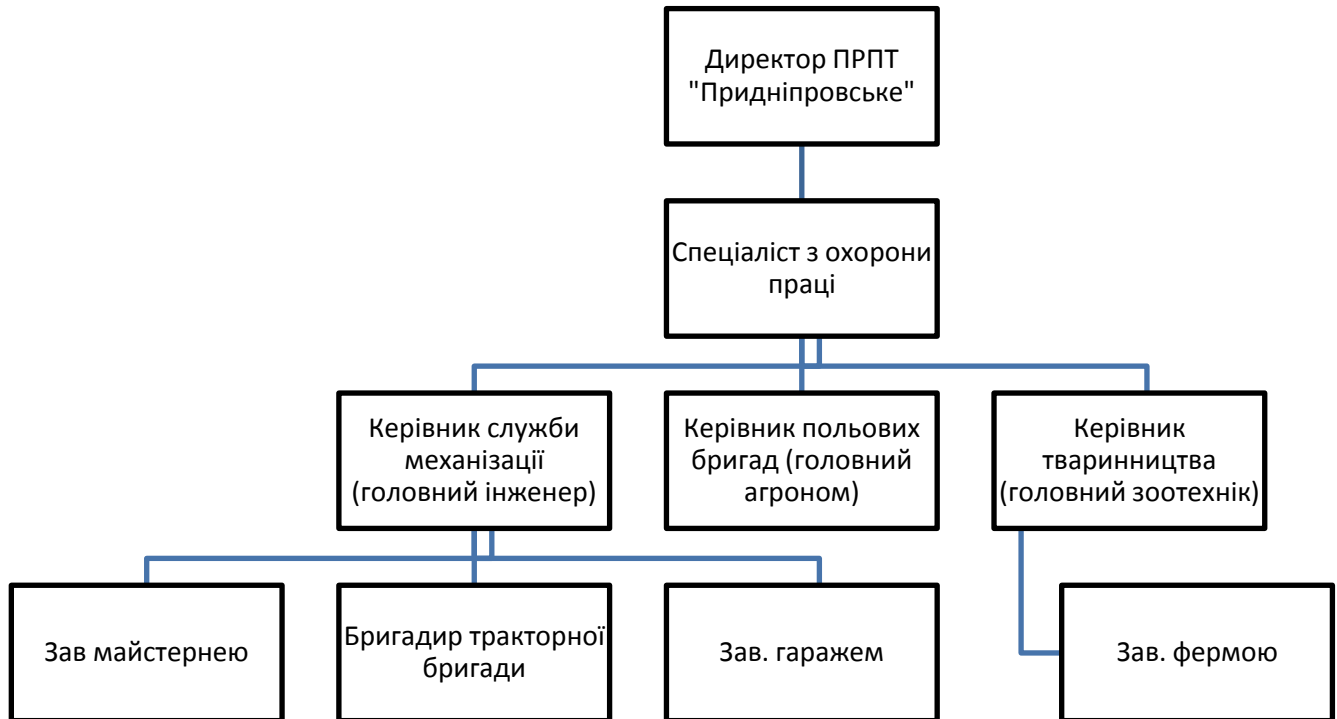 Директор ПРПТ
"Придніпровське"
Спеціаліст з охорони
праці
Керівник служби
механізації
(головний інженер)
Керівник польових
бригад (головний
агроном)
Керівник
тваринництва
(головний зоотехнік)
Зав майстернею
Бригадир тракторної
бригади
Зав. гаражем
Зав. фермою